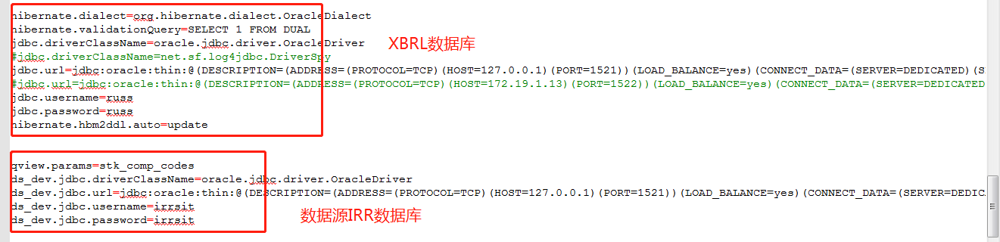 hibernate.dialect=org.hibernate.dialect.OracleDialect
hibernate.validationQuery=SELECT 1 FROM DUAL
jdbc.driverClassName=oracle.jdbc.driver.OracleDriver
XBRL数据库
#jdbc.driverClassName=net.sf.log4jdbc.DriverSpy
jdbc.url=jdbc:oracle:thin:@(DESCRIPTION=(ADDRESS=(PROTOCOL=TCP)(HOST=127.0.0.1)(PORT=1521))(LOAD_BALANCE=yes)(CONNECT_DATA=(SERVER=DEDICATED)(S
#jdbc.url=jdbc:oracle:thin:@(DESCRIPTION=(ADDRESS=(PROTOCOL=TCP)(HOST=172.19.1.13)(PORT=1522))(LOAD_BALANCE=yes)(CONNECT_DATA=(SERVER=DEDICATED
jdbc.username=russ
jdbc.password=russ
hibernate.hbm2ddl.auto=update
qview.params=stk_comp_codes
ds_dev.jdbc.driverClassName=oracle.jdbc.driver.OracleDriver
ds_dev.jdbc.url=jdbc:oracle:thin:@(DESCRIPTION=(ADDRESS=(PROTOCOL=TCP)(HOST=127.0.0.1)(PORT=1521))(LOAD_BALANCE=yes)(CONNECT_DATA=(SERVER=DEDIC
ds_dev.jdbc.username=irrsit
ds_dev.jdbc.password=irrsit
数据源IRR数据库